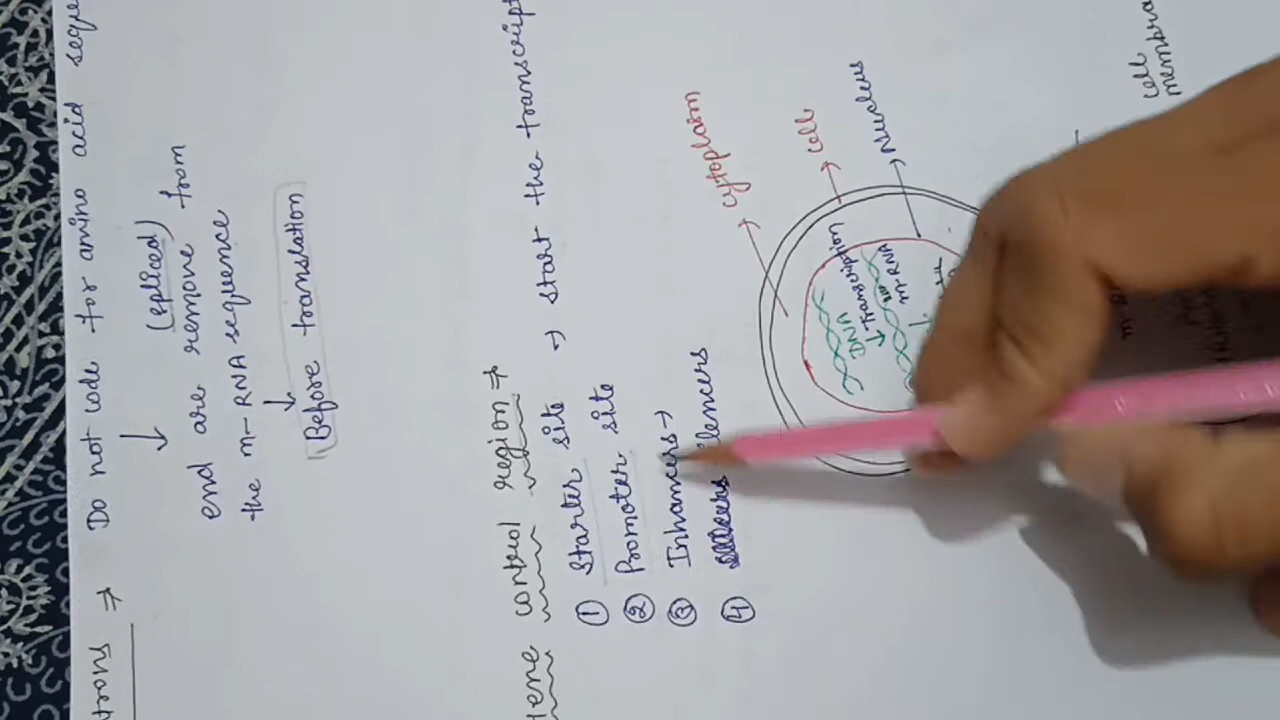 trons ⇒ Do not code for amino acid seque
↓ (spliced)
end are remove from
the m-RNA sequence
↓
Before translation
Gene control region ⇒
① Starter site → start the transcript
② Promoter site
③ Inhancers →
④ lencers
cytoplasm
cell
Nucleus
cell
membra
DNA
↓ Transcription
m-RNA